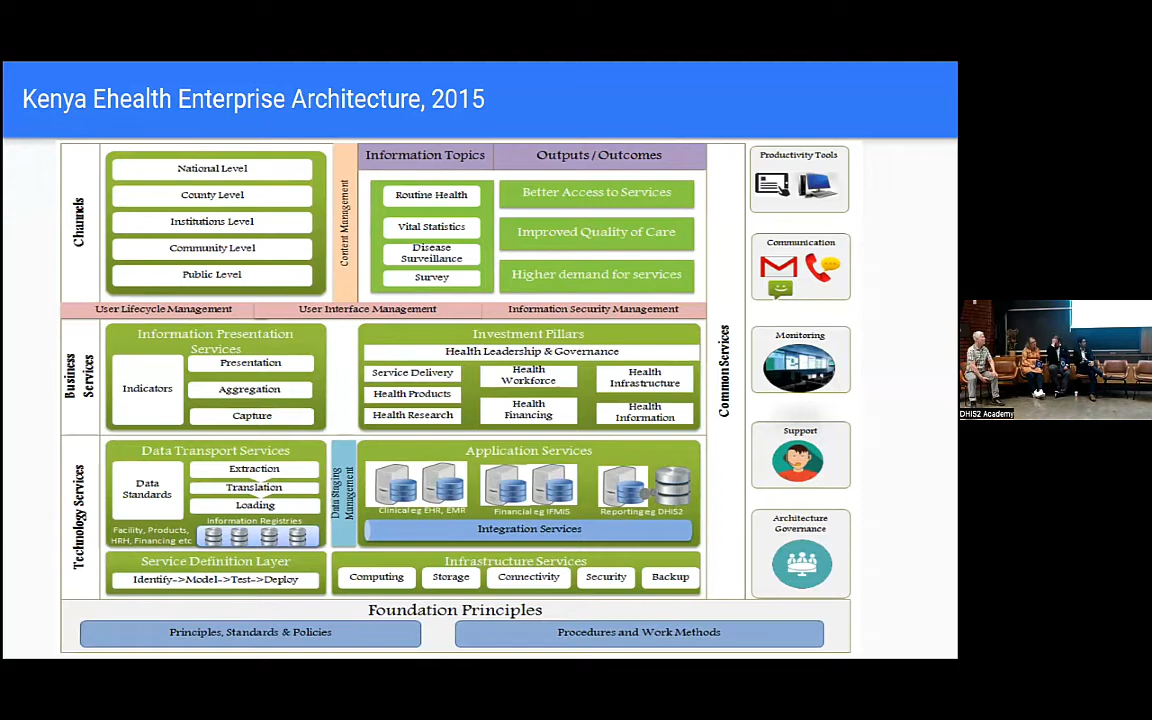 Kenya Ehealth Enterprise Architecture, 2015
Channels
National Level
County Level
Institutions Level
Community Level
Public Level
Content Management
Information Topics
Outputs / Outcomes
Routine Health
Vital Statistics
Disease
Surveillance
Survey
Better Access to Services
Improved Quality of Care
Higher demand for services
User Lifecycle Management
User Interface Management
Information Security Management
Business
Services
Information Presentation
Services
Indicators
Presentation
Aggregation
Capture
Investment Pillars
Health Leadership & Governance
Service Delivery
Health Products
Health Research
Health
Workforce
Health
Financing
Health
Infrastructure
Health
Information
Technology Services
Data Transport Services
Data
Standards
Extraction
Translation
Loading
Information Registries
Facility, Products,
HRH, Financing etc
Data Staging
Management
Application Services
Clinical eg EHR, EMR
Financial eg IFMIS
Reporting eg DHIS2
Integration Services
Service Definition Layer
Identify->Model->Test->Deploy
Infrastructure Services
Computing
Storage
Connectivity
Security
Backup
Common Services
Productivity Tools
Communication
Monitoring
Support
Architecture
Governance
Foundation Principles
Principles, Standards & Policies
Procedures and Work Methods
DHIS2 Academy